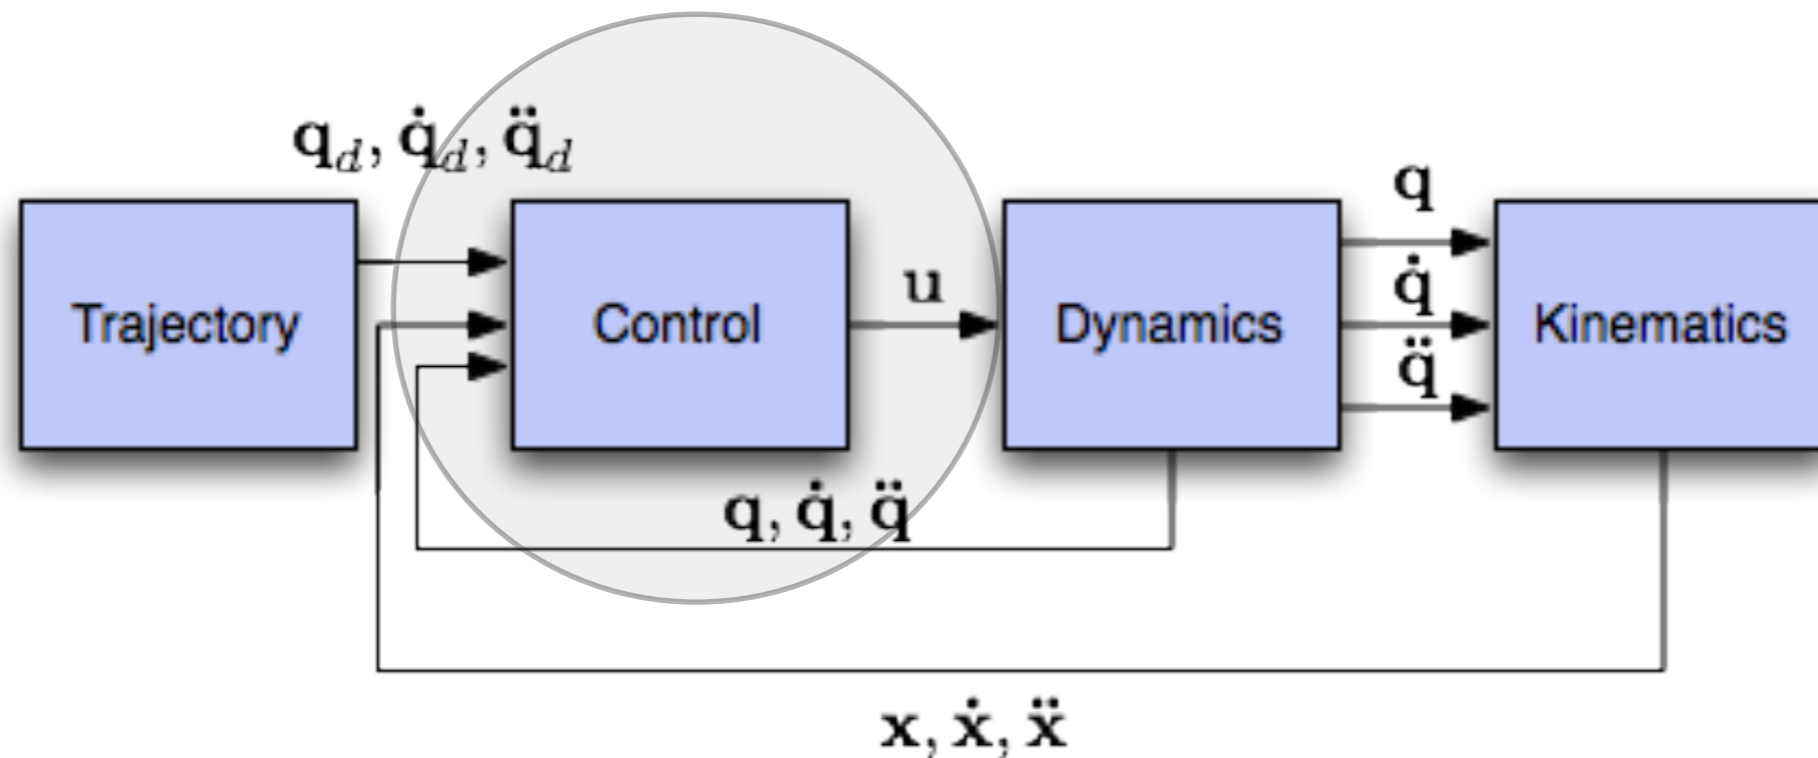 q_d, q̇_d, q̈_d
Trajectory
Control
u
Dynamics
q
q̇
q̈
Kinematics
q, q̇, q̈
x, ẋ, ẍ